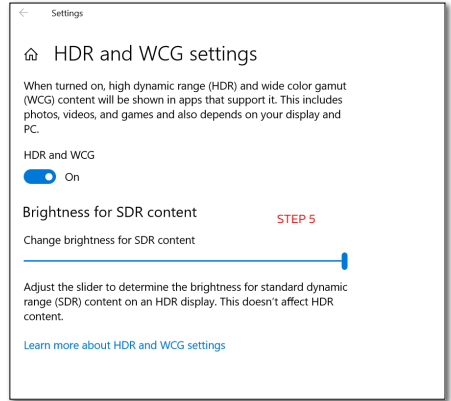 Settings
HDR and WCG settings
When turned on, high dynamic range (HDR) and wide color gamut
(WCG) content will be shown in apps that support it. This includes
photos, videos, and games and also depends on your display and
PC.
HDR and WCG
On
Brightness for SDR content
STEP 5
Change brightness for SDR content
Adjust the slider to determine the brightness for standard dynamic
range (SDR) content on an HDR display. This doesn't affect HDR
content.
Learn more about HDR and WCG settings